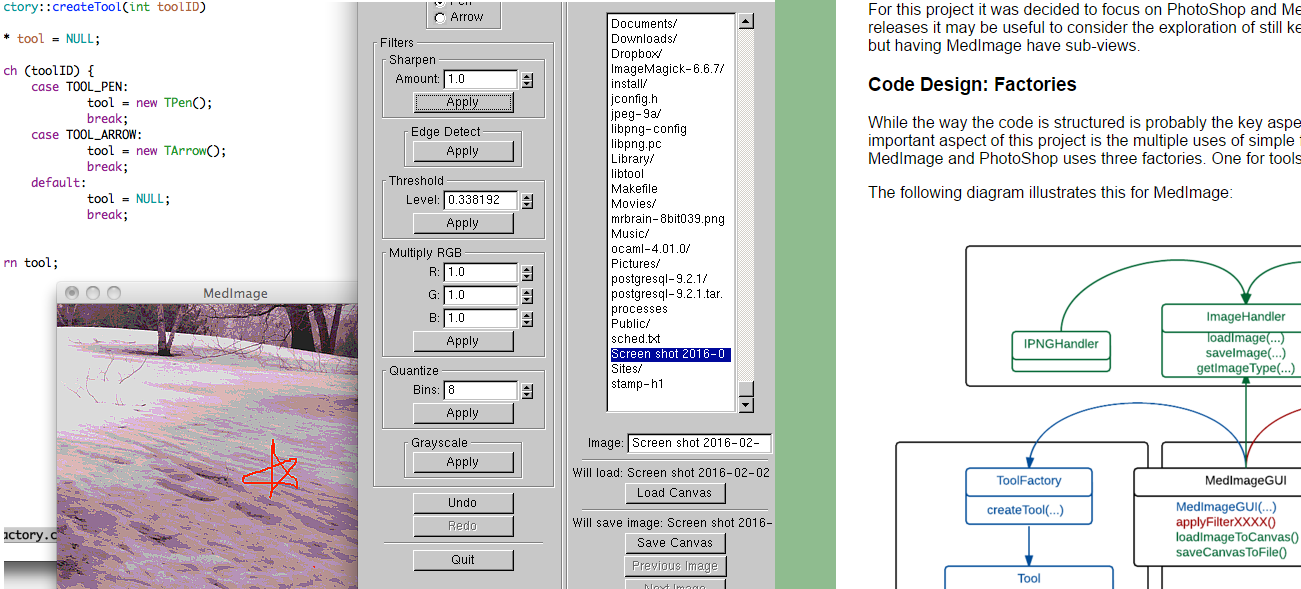 ctory::createTool(int toolID)
* tool = NULL;
ch (toolID) {
case TOOL_PEN:
tool = new TPen();
break;
case TOOL_ARROW:
tool = new TArrow();
break;
default:
tool = NULL;
break;
rn tool;
actory.c
MedImage
Pen
Arrow
Filters
Sharpen
Amount: 1.0
Apply
Edge Detect
Apply
Threshold
Level: 0.338192
Apply
Multiply RGB
R: 1.0
G: 1.0
B: 1.0
Apply
Quantize
Bins: 8
Apply
Grayscale
Apply
Undo
Redo
Quit
Documents/
Downloads/
Dropbox/
ImageMagick-6.6.7/
install/
jconfig.h
jpeg-9a/
libpng-config
libpng.pc
Library/
libtool
Makefile
Movies/
mrbrain-8bit039.png
Music/
ocaml-4.01.0/
Pictures/
postgresql-9.2.1/
postgresql-9.2.1.tar.
processes
Public/
sched.txt
Screen shot 2016-0
Sites/
stamp-h1
Image: Screen shot 2016-02-
Will load: Screen shot 2016-02-02
Load Canvas
Will save image: Screen shot 2016-
Save Canvas
Previous Image
Next Image
For this project it was decided to focus on PhotoShop and Me
releases it may be useful to consider the exploration of still ke
but having MedImage have sub-views.
Code Design: Factories
While the way the code is structured is probably the key aspe
important aspect of this project is the multiple uses of simple
MedImage and PhotoShop uses three factories. One for tools
The following diagram illustrates this for MedImage:
IPNGHandler
ImageHandler
loadImage(...)
saveImage(...)
getImageType(...)
ToolFactory
createTool(...)
Tool
MedImageGUI
MedImageGUI(...)
applyFilterXXXX()
loadImageToCanvas()
saveCanvasToFile()